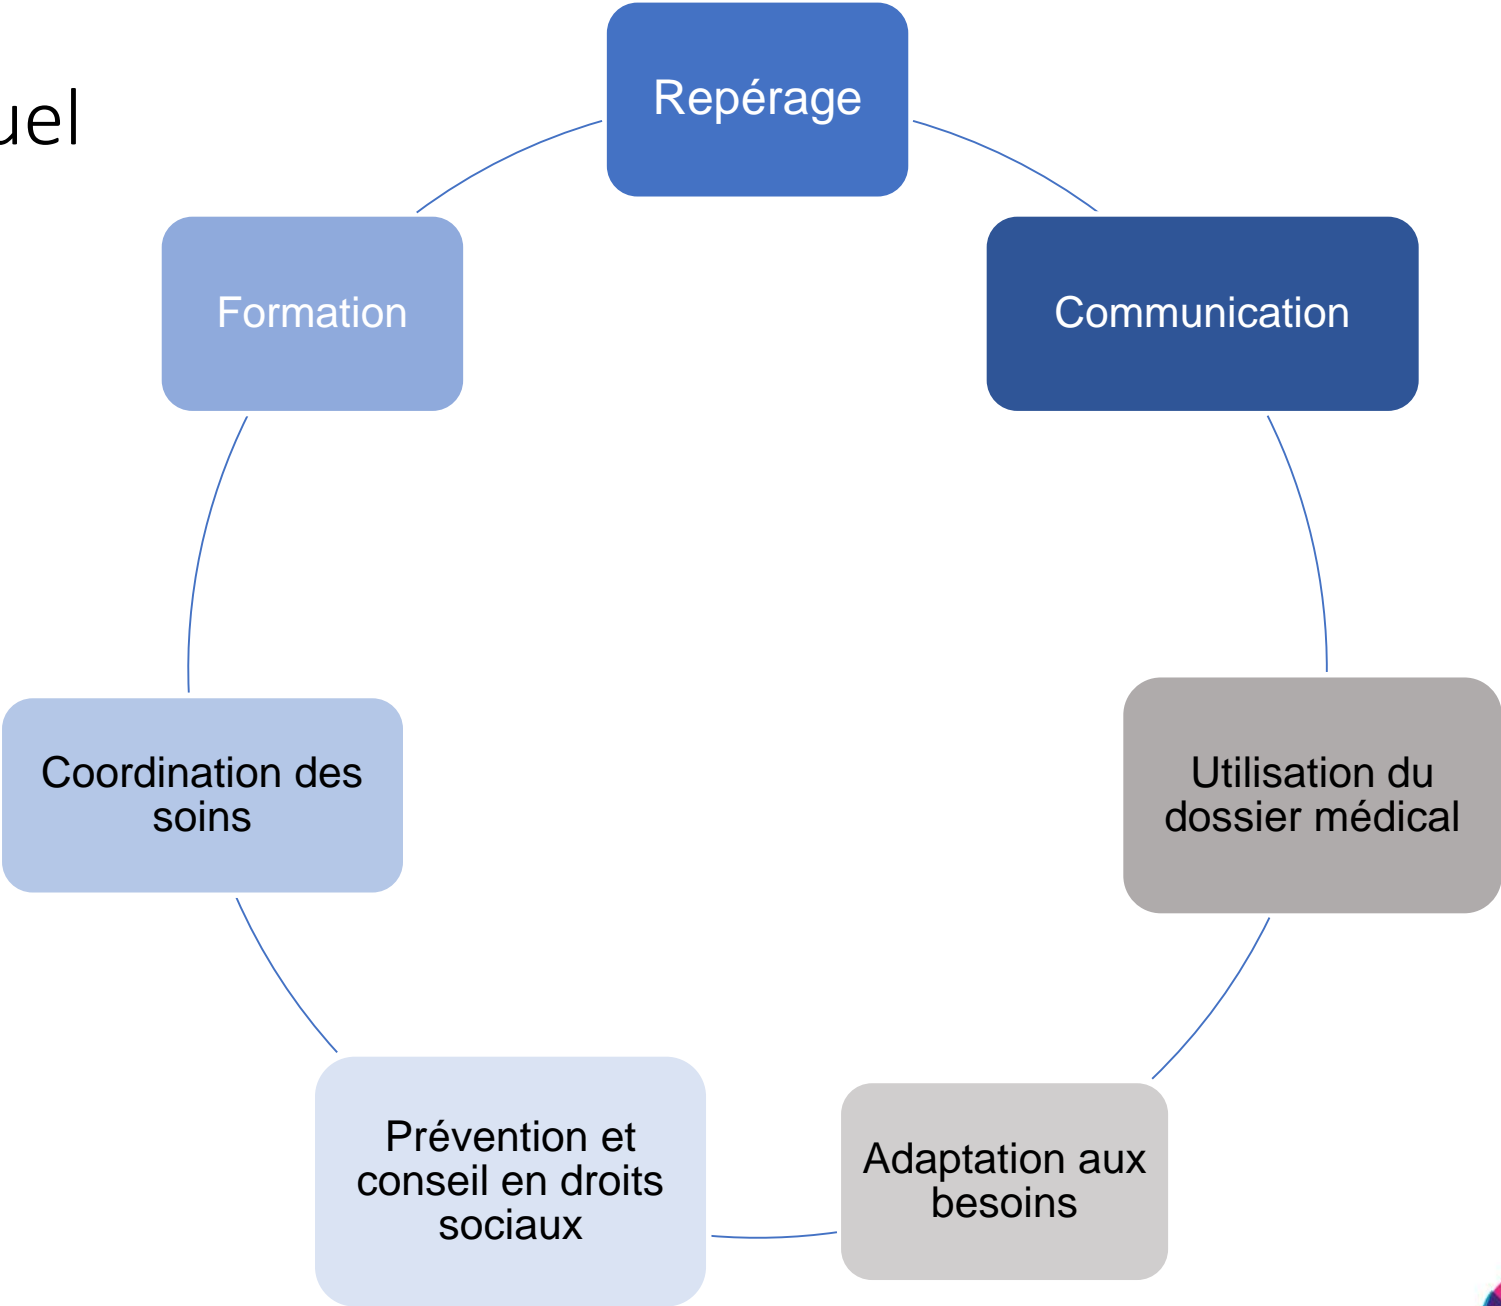 uel
Repérage
Formation
Communication
Coordination des
soins
Utilisation du
dossier médical
Prévention et
conseil en droits
sociaux
Adaptation aux
besoins